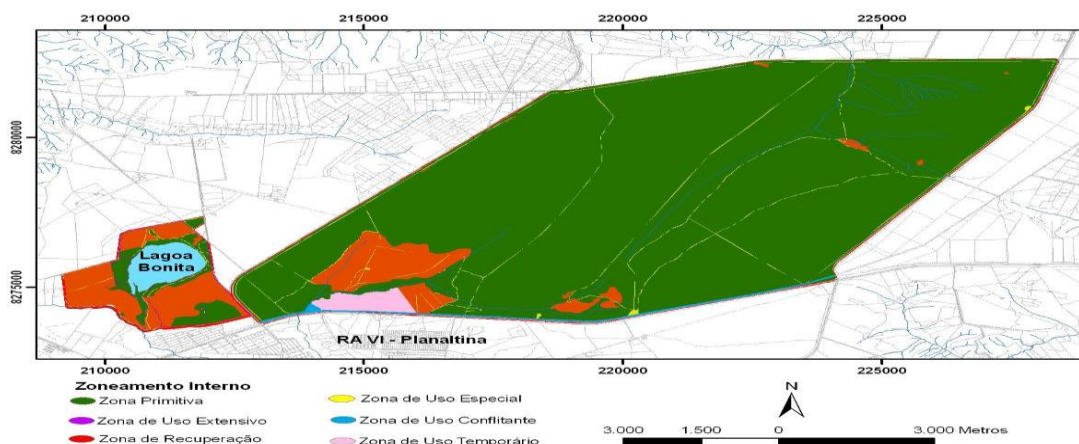 210000 215000 220000 225000
8280000
8275000
Lagoa
Bonita
RA VI - Planaltina
210000 215000 220000 225000
Zoneamento Interno
Zona Primitiva
Zona de Uso Extensivo
Zona de Recuperação
Zona de Uso Especial
Zona de Uso Conflitante
Zona de Uso Temporário
N
3.000 1.500 0 3.000 Metros